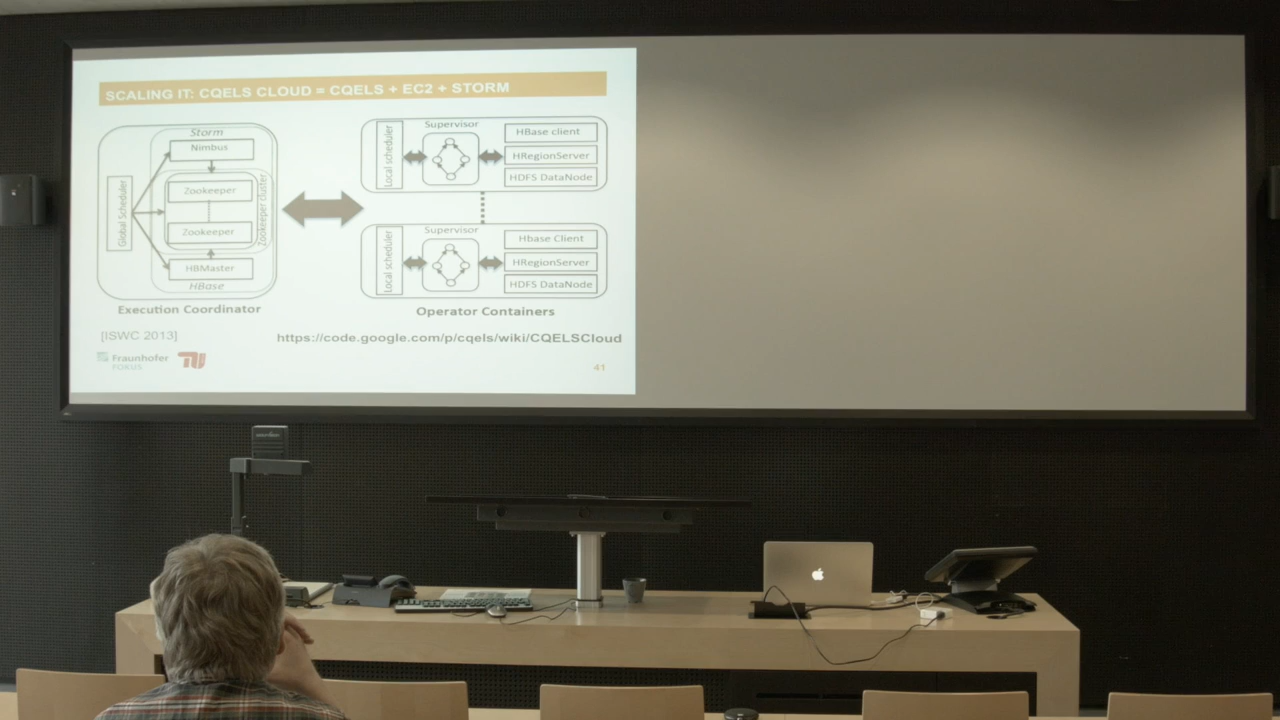 SCALING IT: CQELS CLOUD = CQELS + EC2 + STORM
Storm
Nimbus
Global Scheduler
Zookeeper
Zookeeper
Zookeeper cluster
HBMaster
HBase
Execution Coordinator
Supervisor
Local scheduler
HBase client
HRegionServer
HDFS DataNode
Supervisor
Local scheduler
Hbase Client
HRegionServer
HDFS DataNode
Operator Containers
[ISWC 2013]
https://code.google.com/p/cqels/wiki/CQELSCloud
Fraunhofer
FOKUS
41